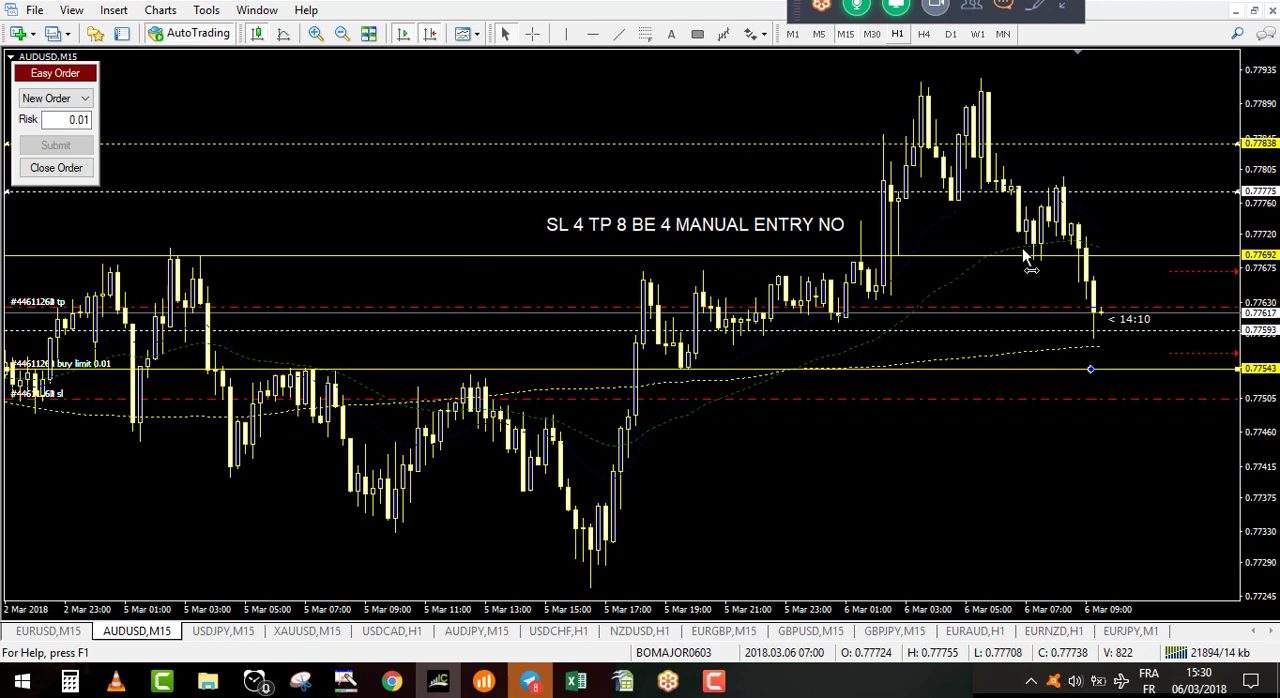 File View Insert Charts Tools Window Help
AutoTrading M1 M5 M15 M30 H1 H4 D1 W1 MN
AUDUSD,M15
Easy Order
New Order
Risk 0.01
Submit
Close Order
SL 4 TP 8 BE 4 MANUAL ENTRY NO
tp
buy limit 0.01
sl
< 14:10
0.77935
0.77890
0.77838
0.77805
0.77775
0.77760
0.77720
0.77692
0.77675
0.77630
0.77617
0.77593
0.77543
0.77505
0.77460
0.77415
0.77375
0.77330
0.77290
0.77245
2 Mar 2018 2 Mar 23:00 5 Mar 01:00 5 Mar 03:00 5 Mar 05:00 5 Mar 07:00 5 Mar 09:00 5 Mar 11:00 5 Mar 13:00 5 Mar 15:00 5 Mar 17:00 5 Mar 19:00 5 Mar 21:00 5 Mar 23:00 6 Mar 01:00 6 Mar 03:00 6 Mar 05:00 6 Mar 07:00 6 Mar 09:00
EURUSD,M15 AUDUSD,M15 USDJPY,M15 XAUUSD,M15 USDCAD,H1 AUDJPY,M15 USDCHF,H1 NZDUSD,H1 EURGBP,M15 GBPUSD,M15 GBPJPY,M15 EURAUD,H1 EURNZD,H1 EURJPY,M1
For Help, press F1 BOMAJOR0603 2018.03.06 07:00 O: 0.77724 H: 0.77755 L: 0.77708 C: 0.77738 V: 822 21894/14 kb
FRA 15:30
FR 06/03/2018